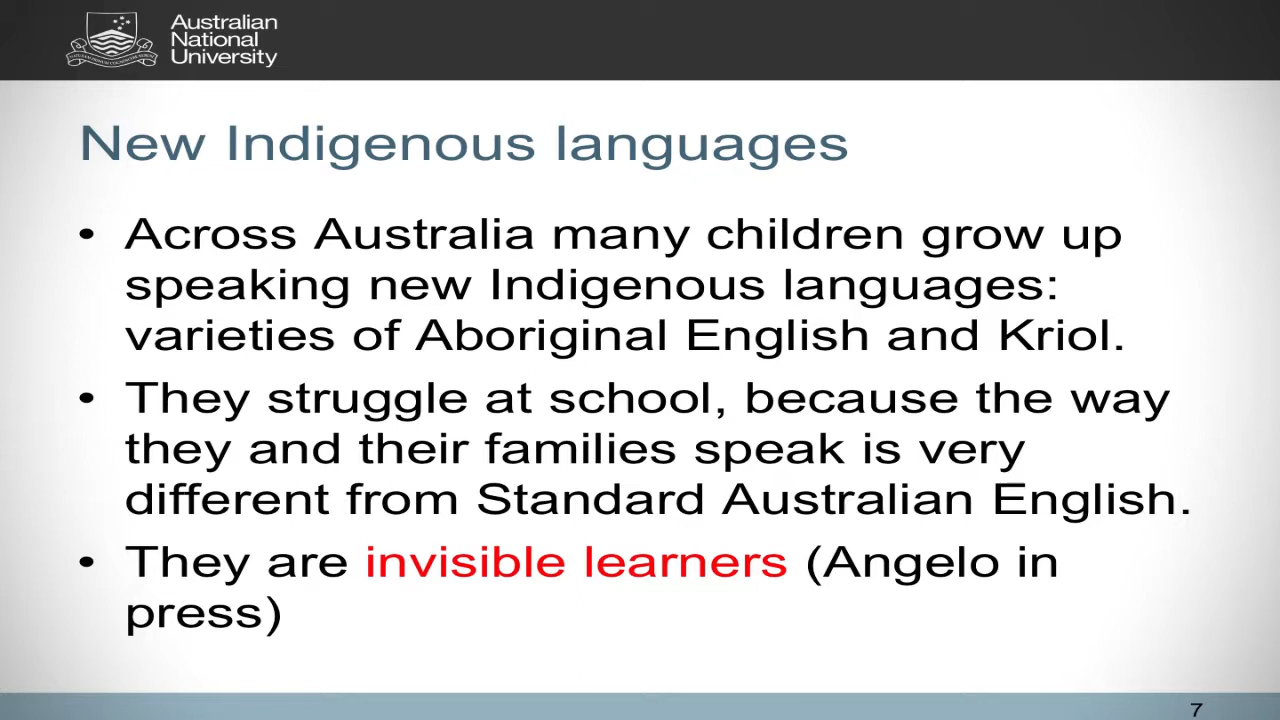 Australian
National
University
New Indigenous languages
• Across Australia many children grow up
speaking new Indigenous languages:
varieties of Aboriginal English and Kriol.
• They struggle at school, because the way
they and their families speak is very
different from Standard Australian English.
• They are invisible learners (Angelo in
press)
7